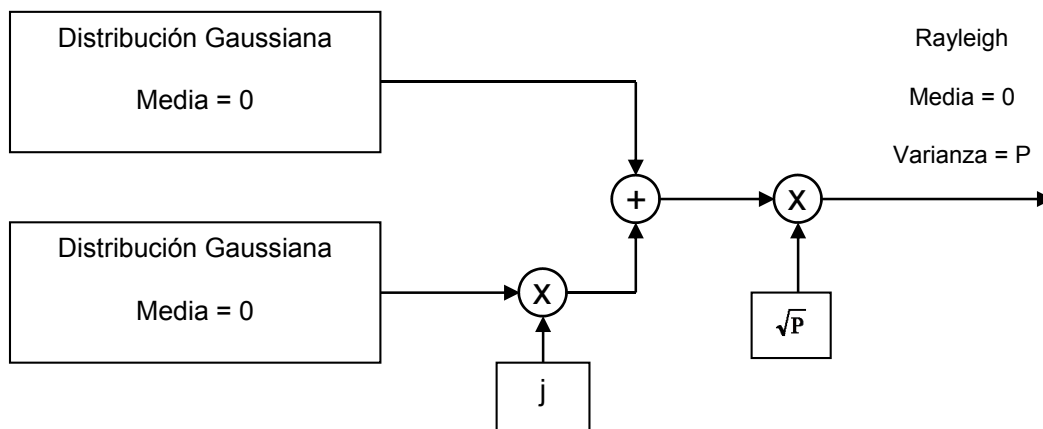 Distribución Gaussiana
Media = 0
Rayleigh
Media = 0
Varianza = P
+
X
Distribución Gaussiana
Media = 0
X
√P
j